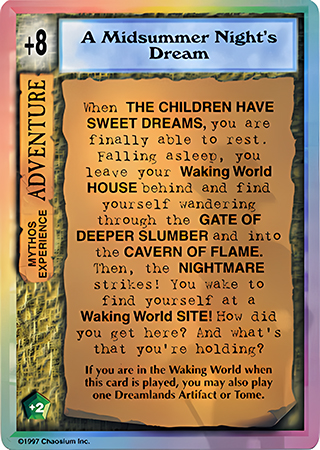 +8
A Midsummer Night's
Dream
MYTHOS
EXPERIENCE
ADVENTURE
When THE CHILDREN HAVE
SWEET DREAMS, you are
finally able to rest.
Falling asleep, you
leave your Waking World
HOUSE behind and find
yourself wandering
through the GATE OF
DEEPER SLUMBER and into
the CAVERN OF FLAME.
Then, the NIGHTMARE
strikes! You wake to
find yourself at a
Waking World SITE! How did
you get here? And what's
that you're holding?
If you are in the Waking World when
this card is played, you may also play
one Dreamlands Artifact or Tome.
+2
©1997 Chaosium Inc.